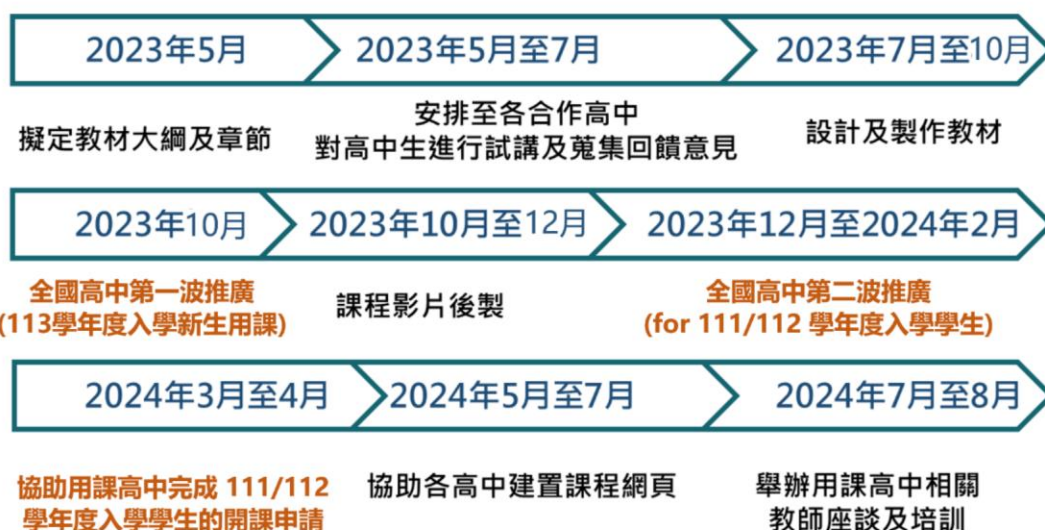 2023年5月
2023年5月至7月
2023年7月至10月
擬定教材大綱及章節
安排至各合作高中
對高中生進行試講及蒐集回饋意見
設計及製作教材
2023年10月
2023年10月至12月
2023年12月至2024年2月
全國高中第一波推廣
(113學年度入學新生用課)
課程影片後製
全國高中第二波推廣
(for 111/112 學年度入學學生)
2024年3月至4月
2024年5月至7月
2024年7月至8月
協助用課高中完成 111/112
學年度入學學生的開課申請
協助各高中建置課程網頁
舉辦用課高中相關
教師座談及培訓